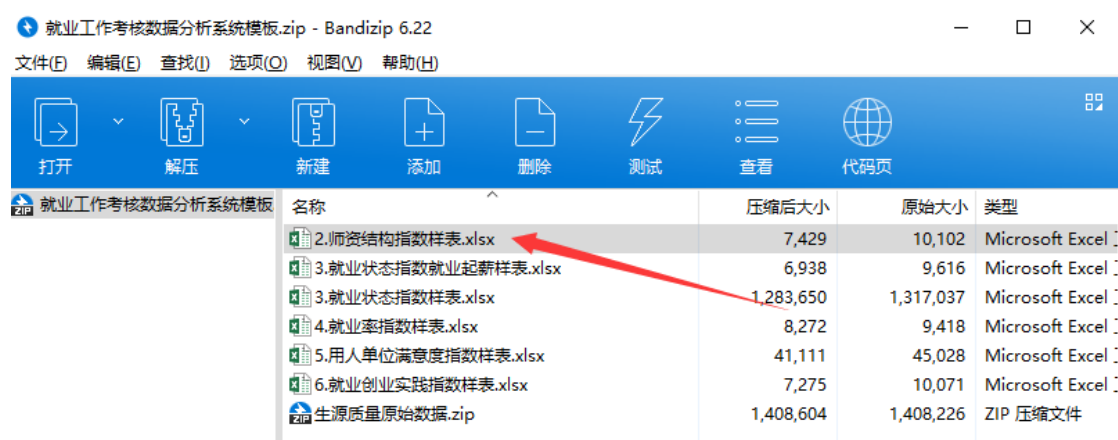 就业工作考核数据分析系统模板.zip - Bandizip 6.22
文件(F) 编辑(E) 查找(I) 选项(O) 视图(V) 帮助(H)
打开 解压 新建 添加 删除 测试 查看 代码页
就业工作考核数据分析系统模板
名称 压缩后大小 原始大小 类型
2.师资结构指数样表.xlsx 7,429 10,102 Microsoft Excel
3.就业状态指数就业起薪样表.xlsx 6,938 9,616 Microsoft Excel
3.就业状态指数样表.xlsx 1,283,650 1,317,037 Microsoft Excel
4.就业率指数样表.xlsx 8,272 9,418 Microsoft Excel
5.用人单位满意度指数样表.xlsx 41,111 45,028 Microsoft Excel
6.就业创业实践指数样表.xlsx 7,275 10,071 Microsoft Excel
生源质量原始数据.zip 1,408,604 1,408,226 ZIP 压缩文件